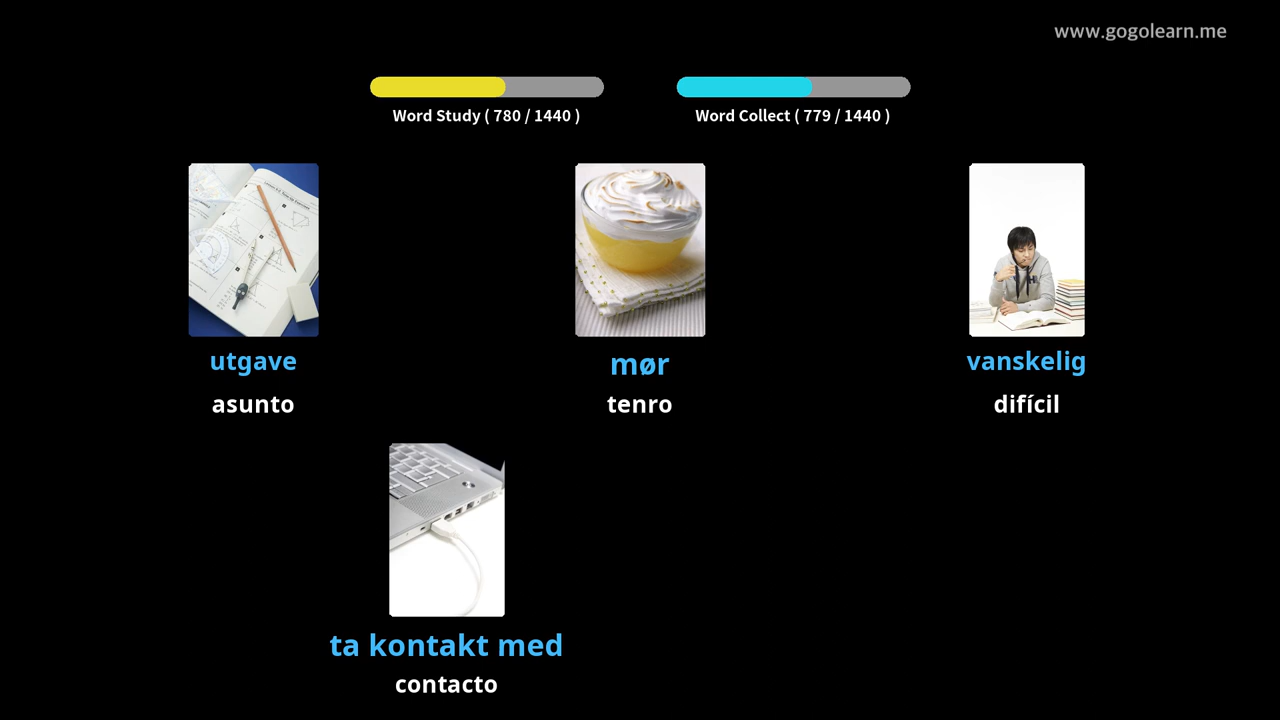 www.gogolearn.me
Word Study ( 780 / 1440 )
Word Collect ( 779 / 1440 )
utgave
asunto
mør
tenro
vanskelig
difícil
ta kontakt med
contacto